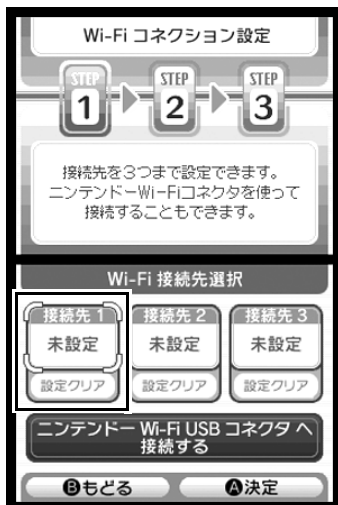 Wi-Fi コネクション設定
STEP 1
STEP 2
STEP 3
接続先を3つまで設定できます。
ニンテンドーWi-Fiコネクタを使って
接続することもできます。
Wi-Fi 接続先選択
接続先 1
未設定
設定クリア
接続先 2
未設定
設定クリア
接続先 3
未設定
設定クリア
ニンテンドー Wi-Fi USB コネクタ へ
接続する
Bもどる
A決定